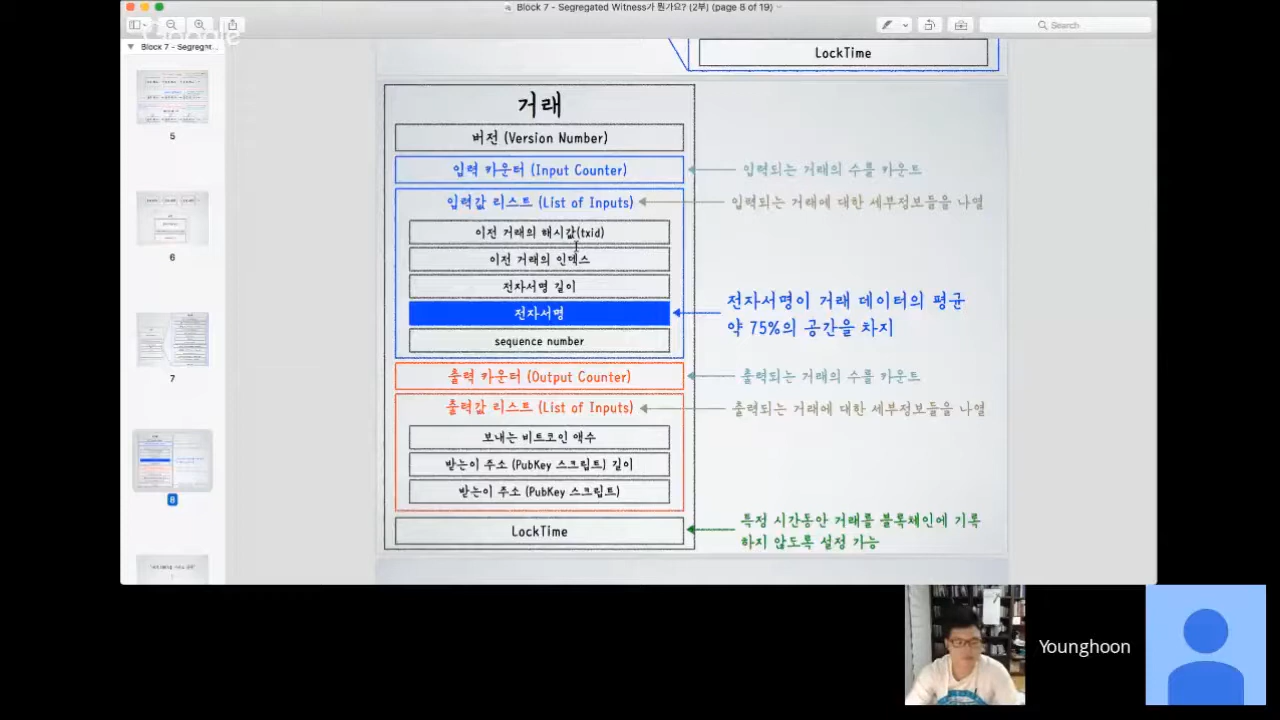 Block 7 - Segregated Witness가 뭔가요? (2부) (page 8 of 19)
Search
Block 7 - Segregat...
5
6
7
8
LockTime
거래
버전 (Version Number)
입력 카운터 (Input Counter)
입력되는 거래의 수를 카운트
입력값 리스트 (List of Inputs)
입력되는 거래에 대한 세부정보들을 나열
이전 거래의 해시값(txid)
이전 거래의 인덱스
전자서명 길이
전자서명
전자서명이 거래 데이터의 평균
약 75%의 공간을 차지
sequence number
출력 카운터 (Output Counter)
출력되는 거래의 수를 카운트
출력값 리스트 (List of Inputs)
출력되는 거래에 대한 세부정보들을 나열
보내는 비트코인 액수
받는이 주소 (PubKey 스크립트) 길이
받는이 주소 (PubKey 스크립트)
LockTime
특정 시간동안 거래를 블록체인에 기록
하지 않도록 설정 가능
Younghoon